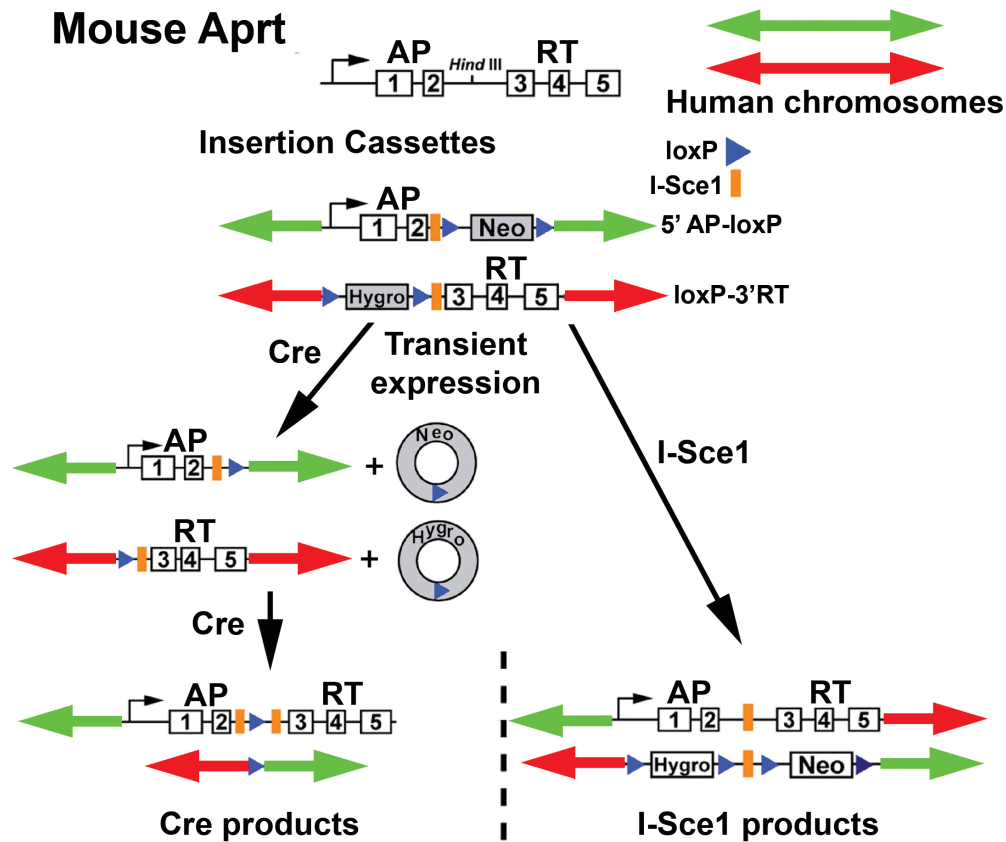 Mouse Aprt
AP RT
Hind III
1 2 3 4 5
Human chromosomes
Insertion Cassettes
loxP
I-Sce1
AP
1 2 Neo
5' AP-loxP
RT
Hygro 3 4 5
loxP-3'RT
Cre
Transient
expression
I-Sce1
AP
1 2
+
Neo
RT
3 4 5
+
Hygro
Cre
AP RT
1 2 3 4 5
Cre products
AP RT
1 2 3 4 5
Hygro Neo
I-Sce1 products